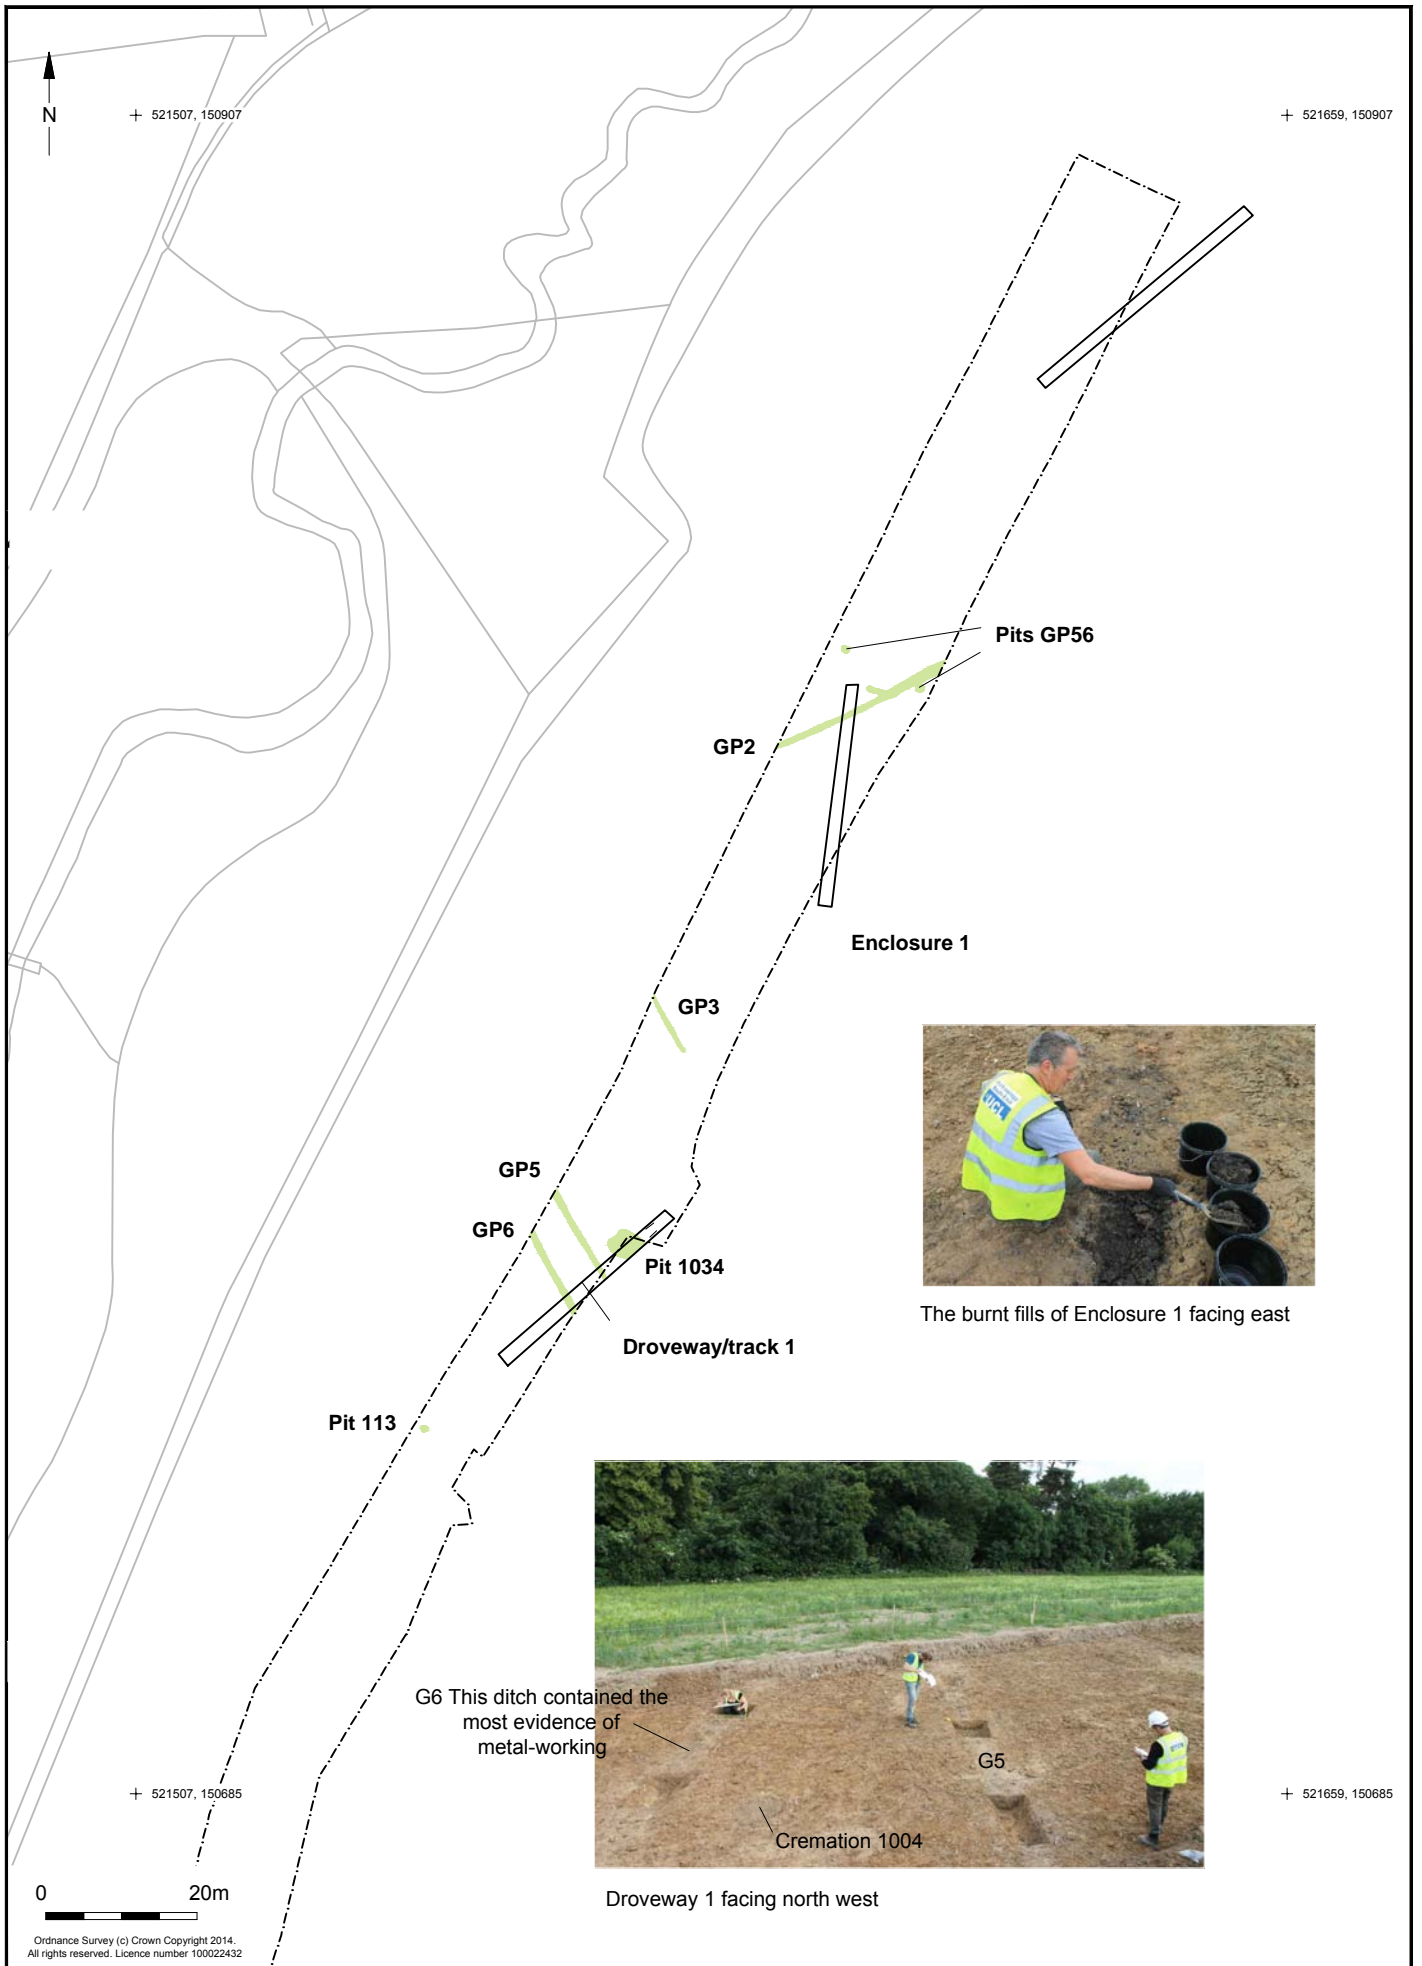 N
521507, 150907
521659, 150907
Pits GP56
GP2
Enclosure 1
GP3
GP5
GP6
Pit 1034
Droveway/track 1
Pit 113
UCL
The burnt fills of Enclosure 1 facing east
G6 This ditch contained the
most evidence of
metal-working
G5
Cremation 1004
521507, 150685
521659, 150685
Droveway 1 facing north west
0 20m
Ordnance Survey (c) Crown Copyright 2014.
All rights reserved. Licence number 100022432